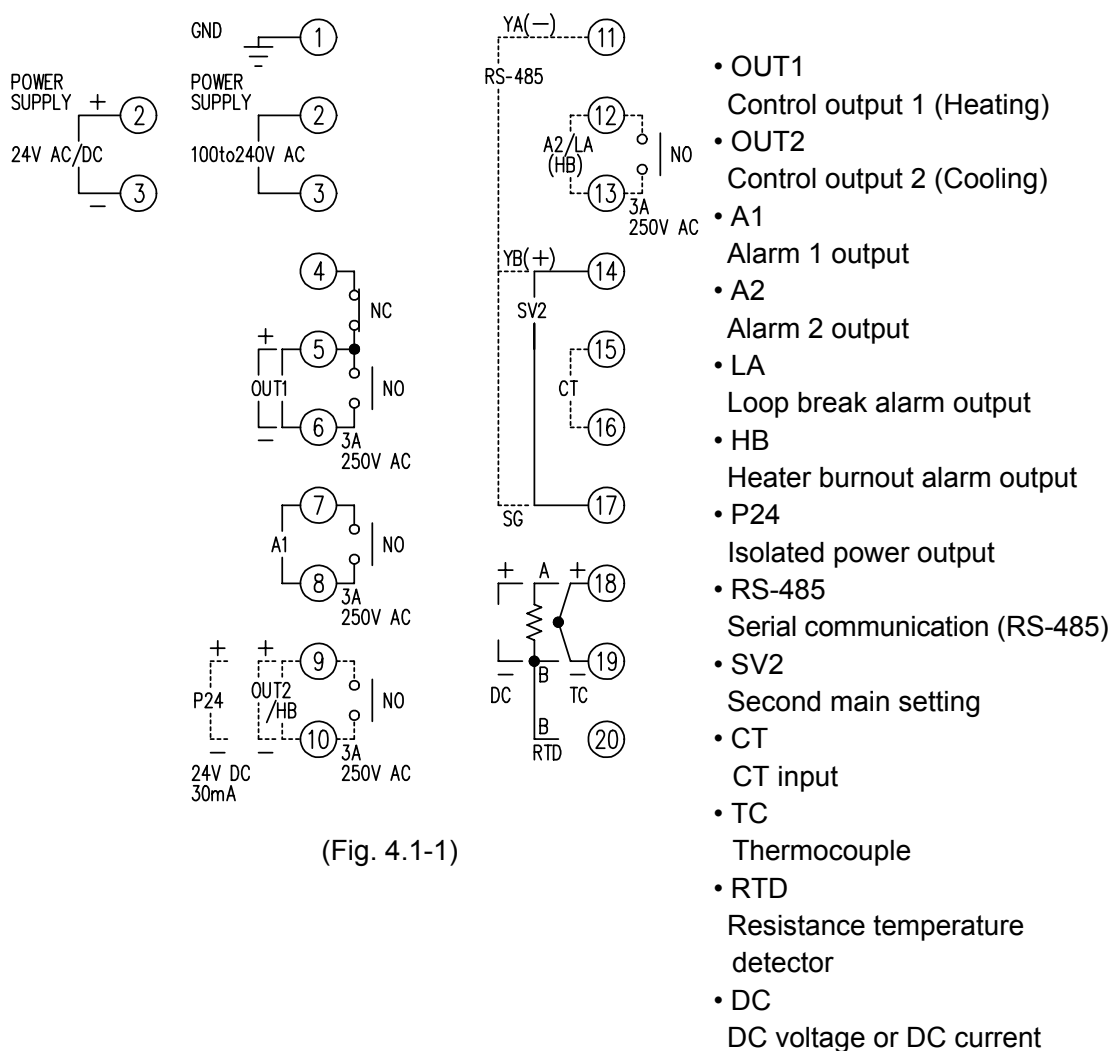 GND
1
POWER
SUPPLY
+
2
24V AC/DC
−
3
POWER
SUPPLY
2
100to240V AC
3
4
NC
+
5
OUT1
NO
−
6
3A
250V AC
7
A1
NO
8
3A
250V AC
+
+
9
P24
OUT2
/HB
NO
−
−
10
24V DC
30mA
3A
250V AC
YA(−)
11
RS-485
12
A2/LA
(HB)
NO
13
3A
250V AC
YB(+)
14
SV2
15
CT
16
SG
17
+
A
+
18
−
B
−
19
DC
TC
B
20
RTD
(Fig. 4.1-1)
• OUT1
Control output 1 (Heating)
• OUT2
Control output 2 (Cooling)
• A1
Alarm 1 output
• A2
Alarm 2 output
• LA
Loop break alarm output
• HB
Heater burnout alarm output
• P24
Isolated power output
• RS-485
Serial communication (RS-485)
• SV2
Second main setting
• CT
CT input
• TC
Thermocouple
• RTD
Resistance temperature
detector
• DC
DC voltage or DC current